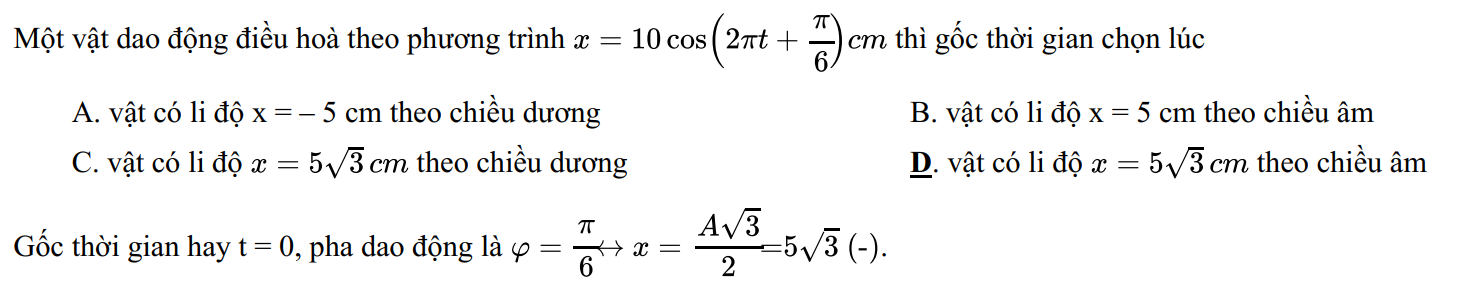 Một vật dao động điều hoà theo phương trình x = 10 cos(2πt + π/6) cm thì gốc thời gian chọn lúc
A. vật có li độ x = – 5 cm theo chiều dương B. vật có li độ x = 5 cm theo chiều âm
C. vật có li độ x = 5√3 cm theo chiều dương D. vật có li độ x = 5√3 cm theo chiều âm
Gốc thời gian hay t = 0, pha dao động là φ = π/6 ↔ x = A√3/2 =5√3 (-).